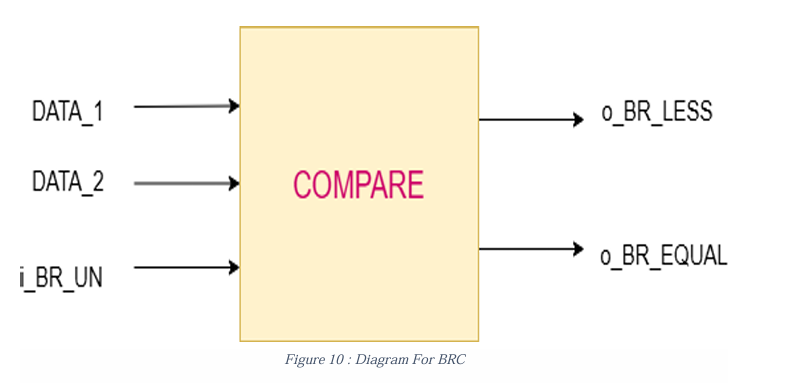 DATA_1
DATA_2
i_BR_UN
COMPARE
o_BR_LESS
o_BR_EQUAL
Figure 10 : Diagram For BRC